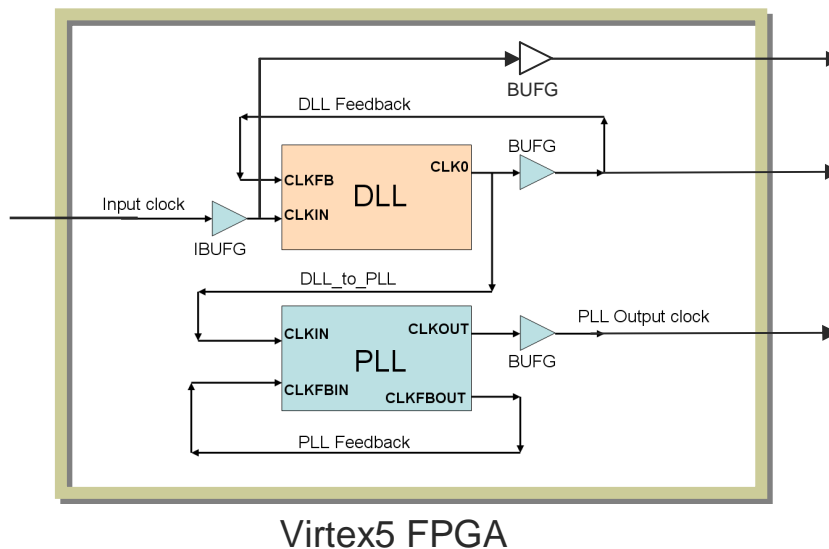 BUFG
DLL Feedback
BUFG
CLK0
CLKFB
DLL
Input clock
CLKIN
IBUFG
DLL_to_PLL
CLKIN
CLKOUT
PLL Output clock
PLL
BUFG
CLKFBIN
CLKFBOUT
PLL Feedback
Virtex5 FPGA